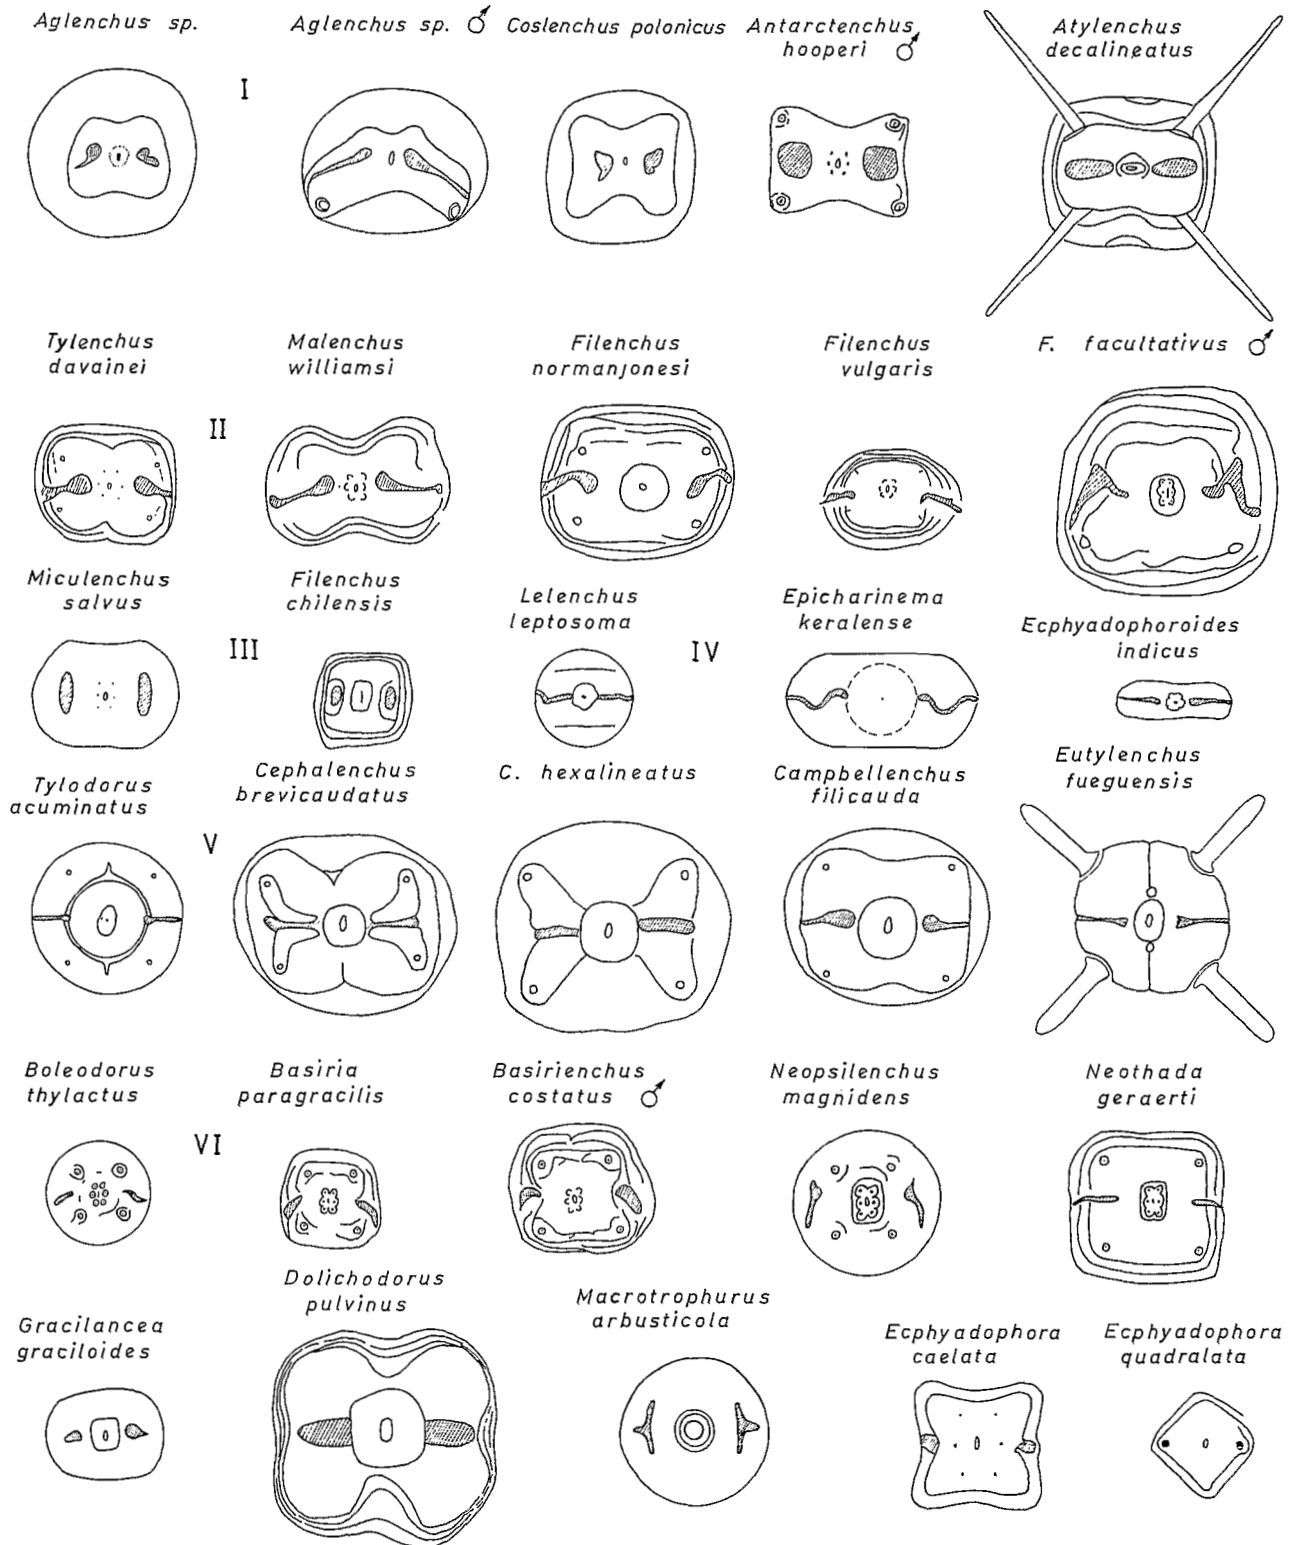 Aglenchus sp.
Aglenchus sp. ♂
Coslenchus polonicus
Antarctenchus
hooperi ♂
Atylenchus
decalineatus
I
Tylenchus
davainei
Malenchus
williamsi
Filenchus
normanjonesi
Filenchus
vulgaris
F. facultativus ♂
II
Miculenchus
salvus
Filenchus
chilensis
Lelenchus
leptosoma
Epicharinema
keralense
Ecphyadophoroides
indicus
III
IV
Tylodorus
acuminatus
Cephalenchus
brevicaudatus
C. hexalineatus
Campbellenchus
filicauda
Eutylenchus
fueguensis
V
Boleodorus
thylactus
Basiria
paragracilis
Basirienchus
costatus ♂
Neopsilenchus
magnidens
Neothada
geraerti
VI
Gracilancea
graciloides
Dolichodorus
pulvinus
Macrotrophurus
arbusticola
Ecphyadophora
caelata
Ecphyadophora
quadralata